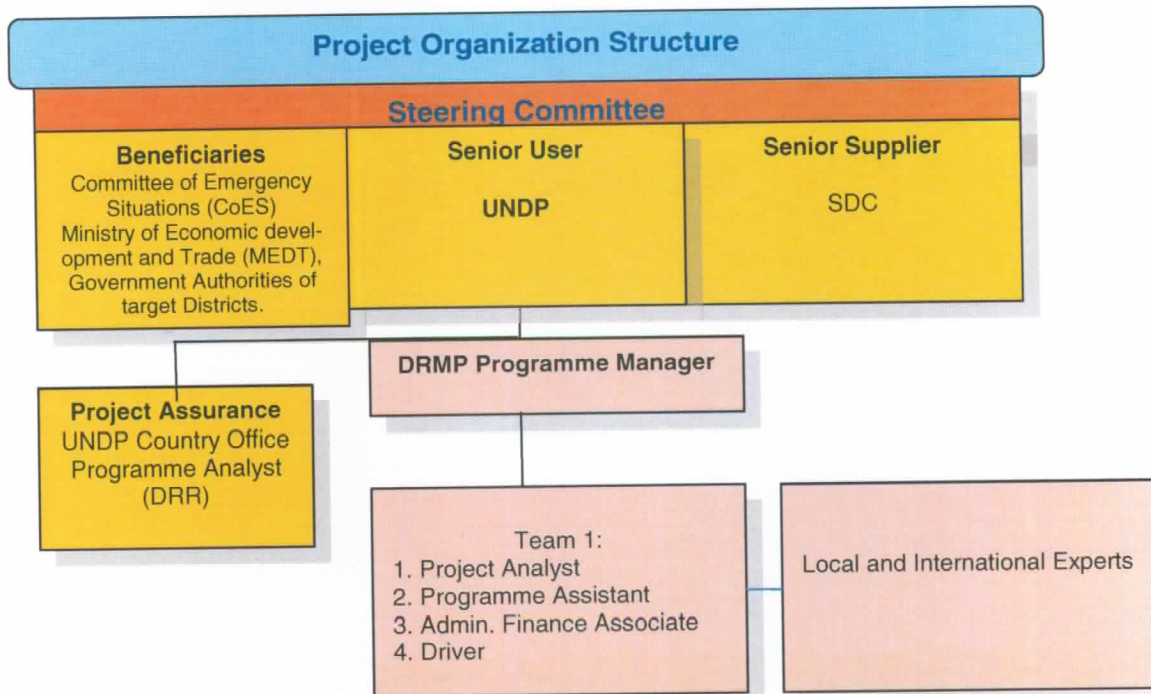 Project Organization Structure
Steering Committee
Beneficiaries
Committee of Emergency
Situations (CoES)
Ministry of Economic devel-
opment and Trade (MEDT),
Government Authorities of
target Districts.
Senior User
UNDP
Senior Supplier
SDC
DRMP Programme Manager
Project Assurance
UNDP Country Office
Programme Analyst
(DRR)
Team 1:
1. Project Analyst
2. Programme Assistant
3. Admin. Finance Associate
4. Driver
Local and International Experts